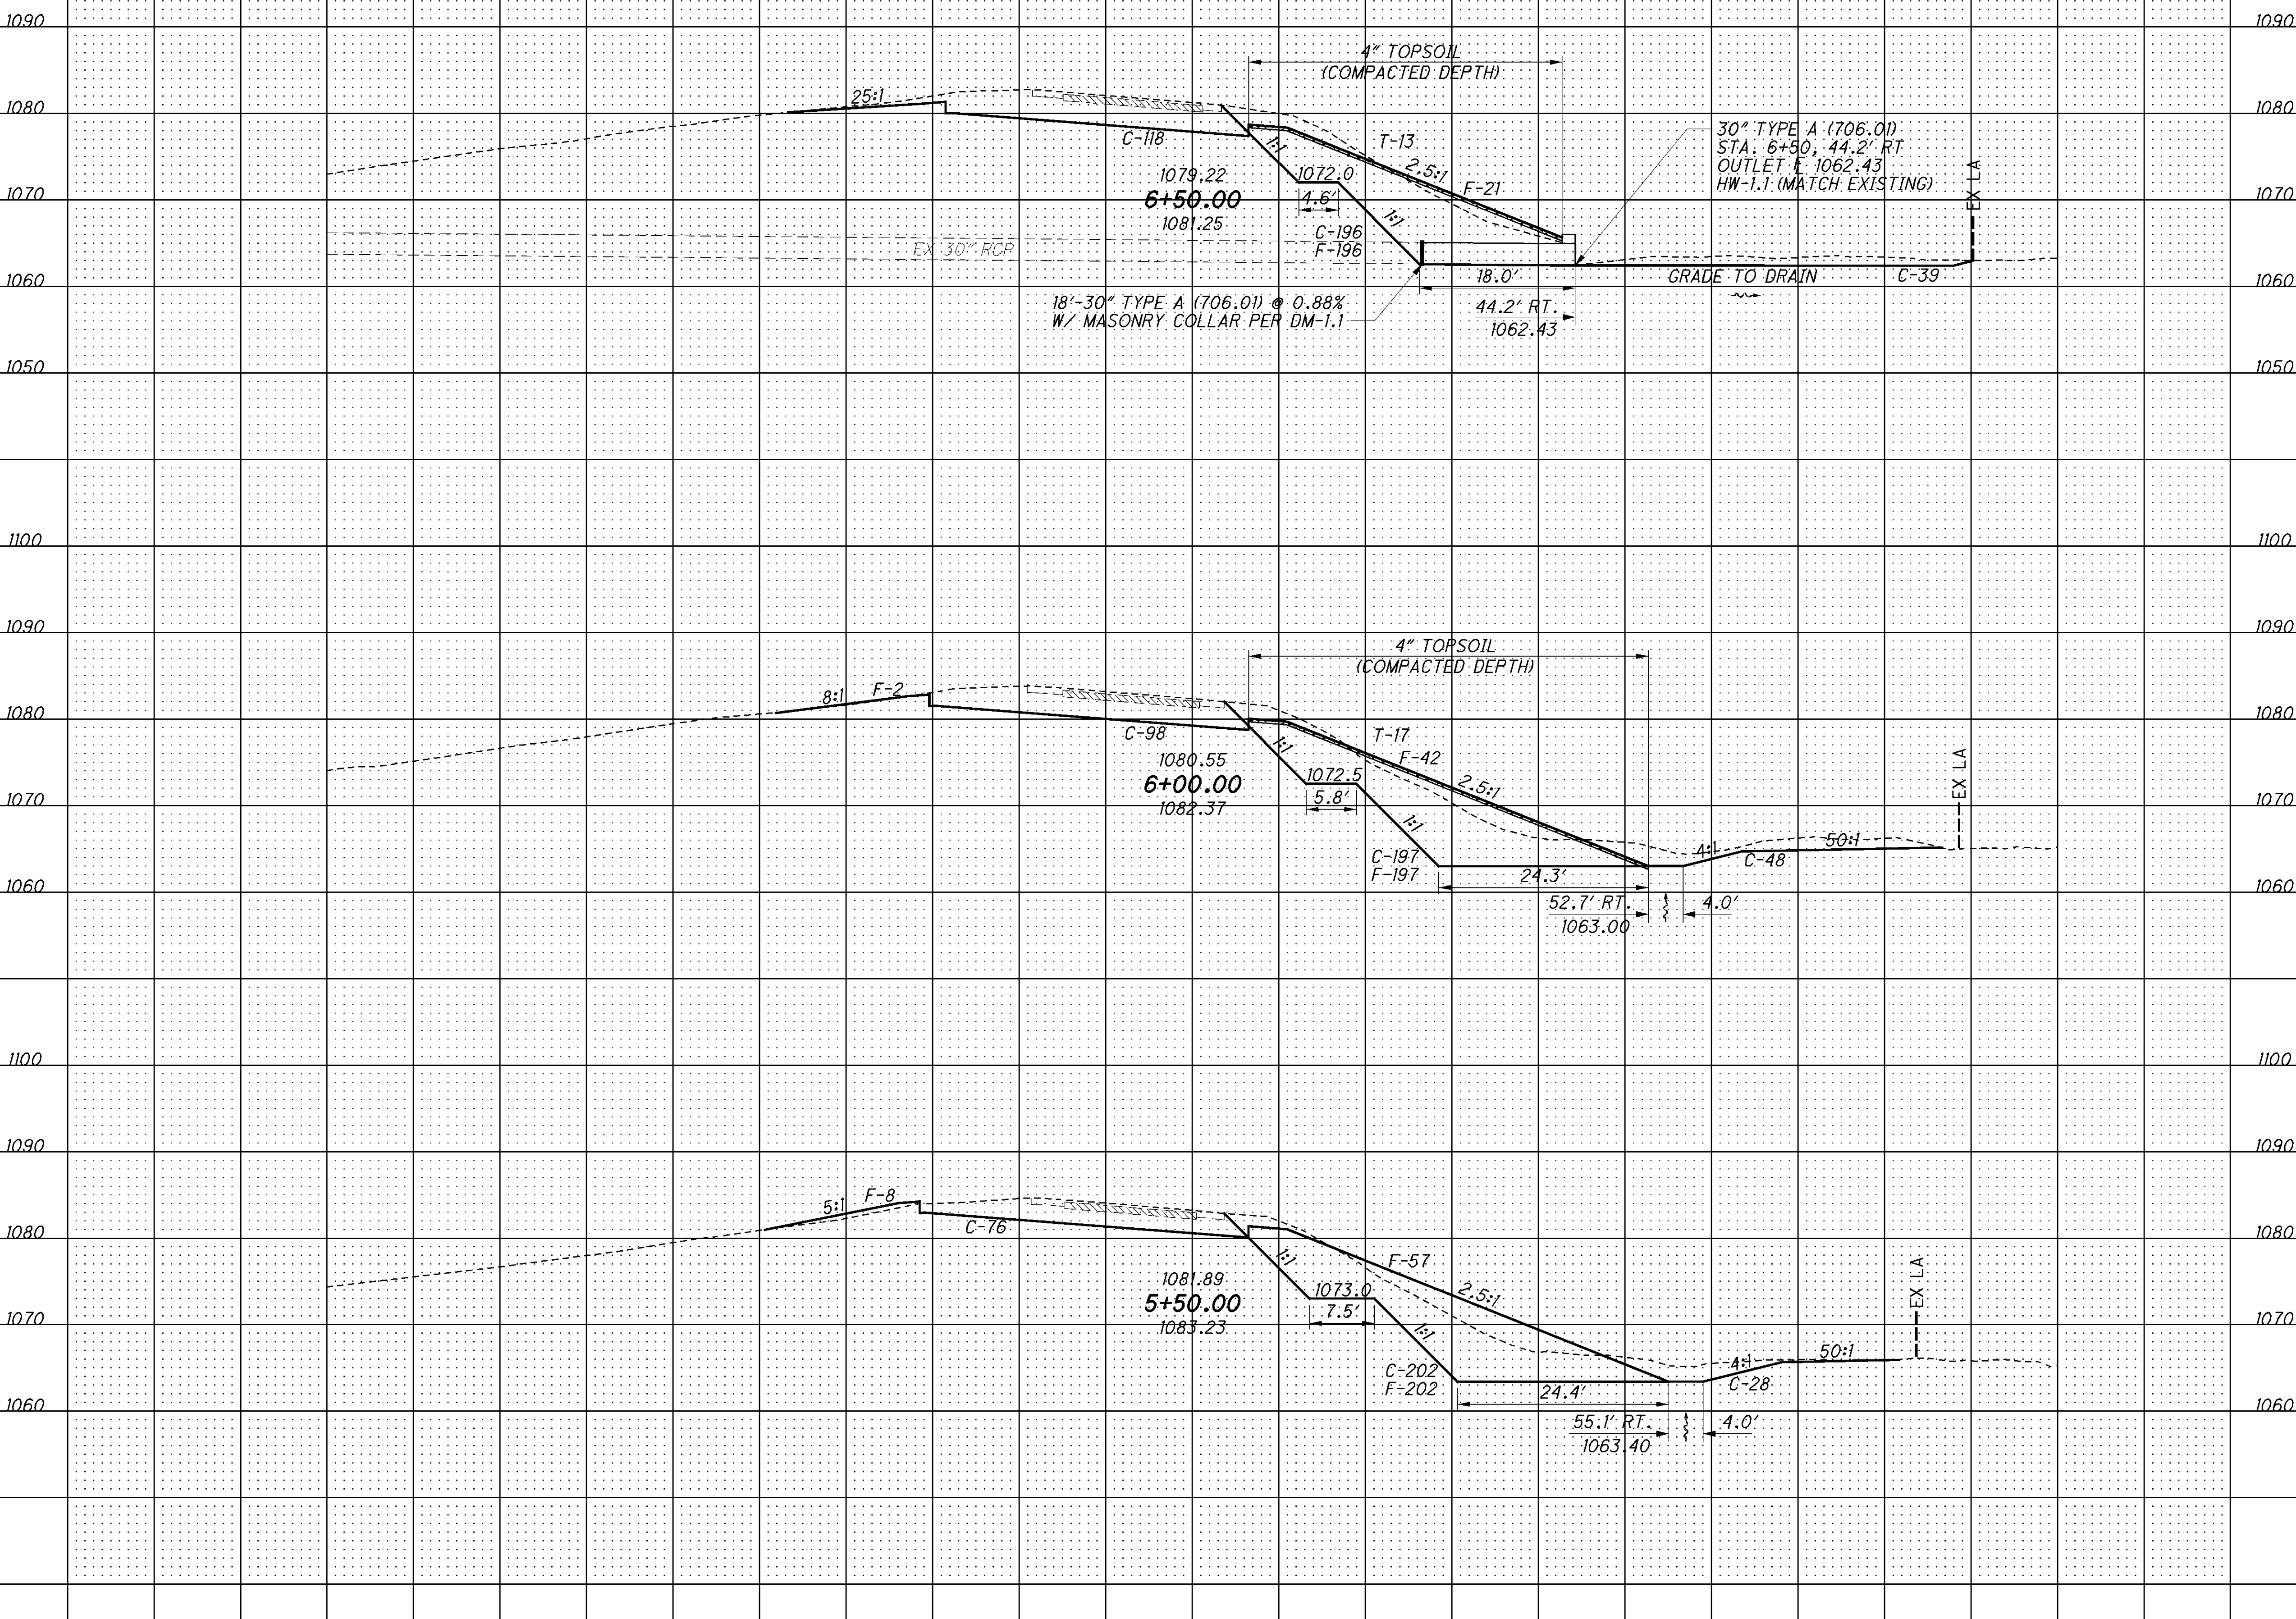 1090
1090
4" TOPSOIL
(COMPACTED DEPTH)
25:1
1080
1080
C-118
1:1
T-13
30" TYPE A (706.01)
STA. 6+50, 44.2' RT
OUTLET E 1062.43
HW-1.1 (MATCH EXISTING)
EX LA
1079.22
6+50.00
1081.25
1072.0
4.6'
2.5:1
F-21
1070
1070
1:1
C-196
F-196
EX 30" RCP
1060
1060
18.0'
GRADE TO DRAIN
C-39
18'-30" TYPE A (706.01) @ 0.88%
W/ MASONRY COLLAR PER DM-1.1
44.2' RT.
1062.43
1050
1050
1100
1100
1090
1090
4" TOPSOIL
(COMPACTED DEPTH)
8:1
F-2
1080
1080
C-98
1:1
T-17
F-42
1080.55
6+00.00
1082.37
1072.5
5.8'
2.5:1
EX LA
1070
1070
1:1
C-197
F-197
4:1
C-48
50:1
1060
1060
24.3'
52.7' RT.
1063.00
4.0'
1100
1100
1090
1090
5:1
F-8
1080
1080
C-76
1:1
F-57
1081.89
5+50.00
1083.23
1073.0
7.5'
2.5:1
EX LA
1070
1070
1:1
C-202
F-202
4:1
C-28
50:1
1060
1060
24.4'
55.1' RT.
1063.40
4.0'